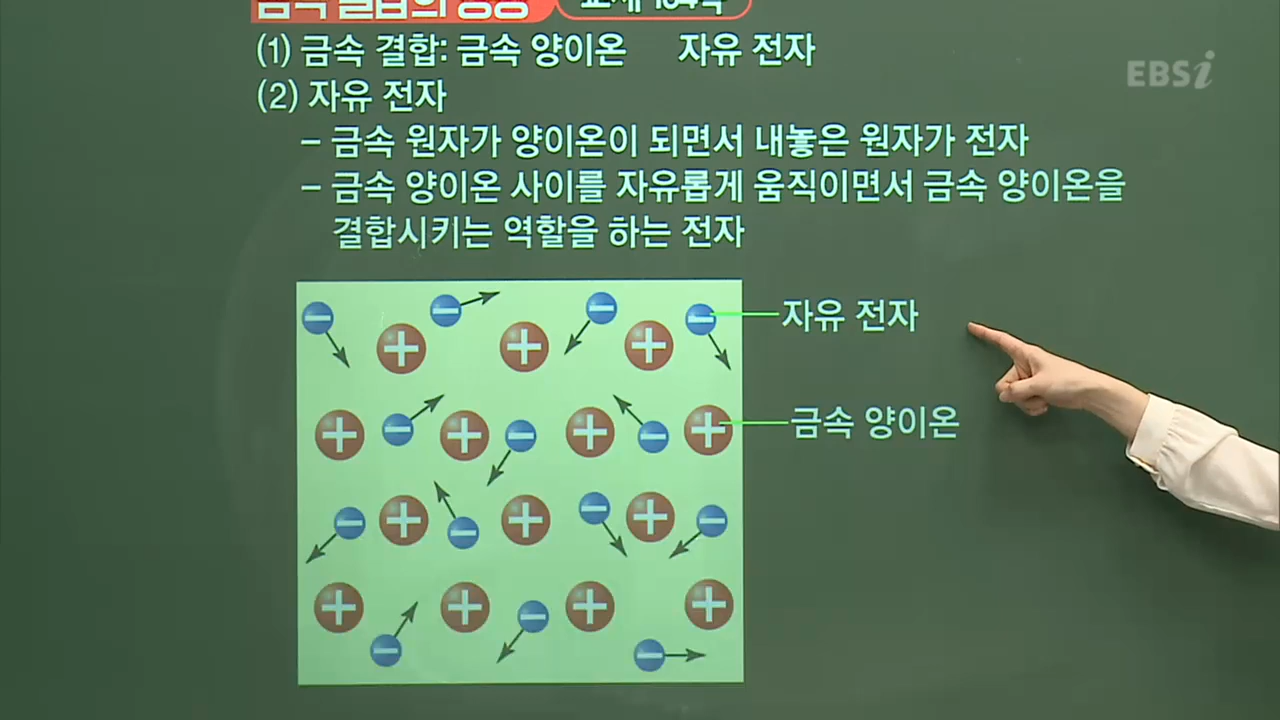 (1) 금속 결합: 금속 양이온 자유 전자
(2) 자유 전자
– 금속 원자가 양이온이 되면서 내놓은 원자가 전자
– 금속 양이온 사이를 자유롭게 움직이면서 금속 양이온을
결합시키는 역할을 하는 전자
자유 전자
금속 양이온
EBSi